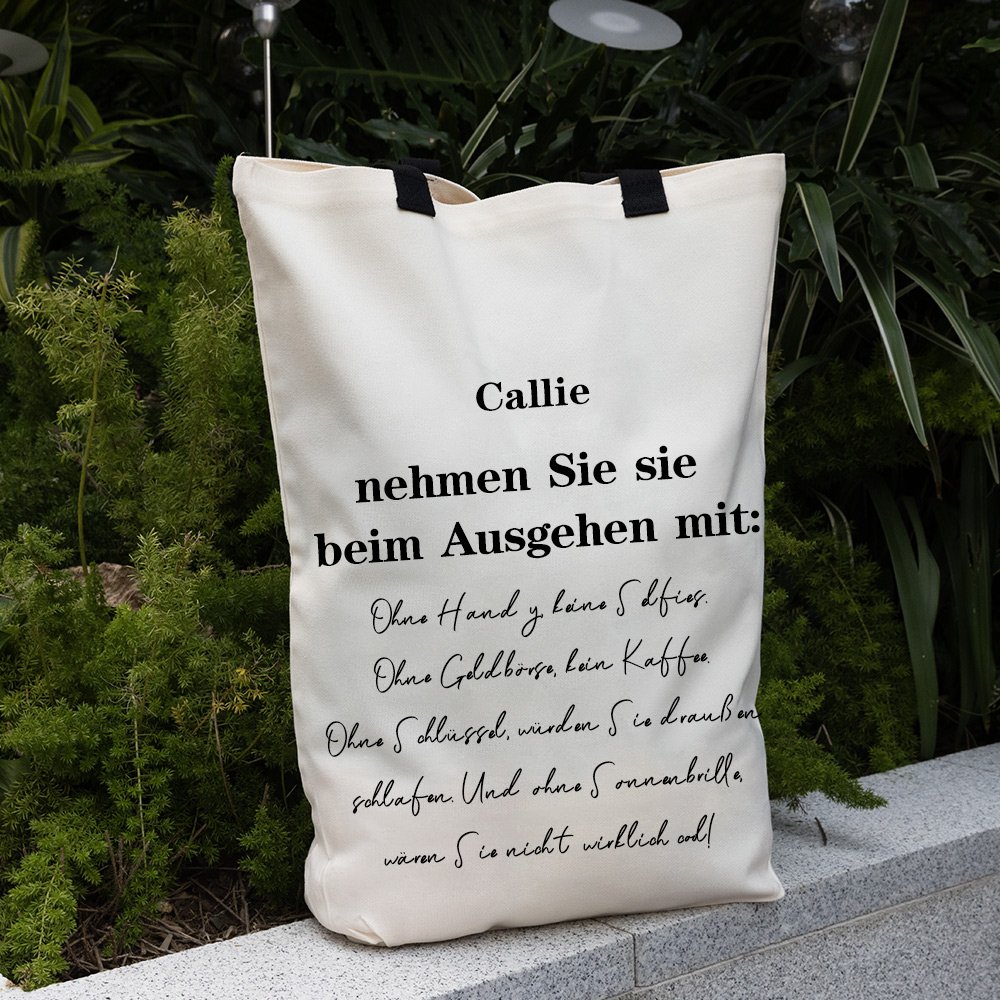 Callie
nehmen Sie sie
beim Ausgehen mit:
Ohne Handy, keine Selfies.
Ohne Geldbörse, kein Kaffee.
Ohne Schlüssel, würden Sie draußen
schlafen. Und ohne Sonnenbrille,
wären Sie nicht wirklich cool!